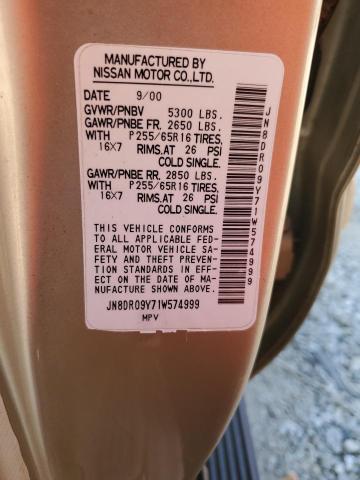 MANUFACTURED BY
NISSAN MOTOR CO.,LTD.
DATE 9/00
GVWR/PNBV 5300 LBS.
GAWR/PNBE FR. 2650 LBS.
WITH P255/65R16 TIRES,
16X7 RIMS.AT 26 PSI
COLD SINGLE.
GAWR/PNBE RR. 2850 LBS.
WITH P255/65R16 TIRES,
16X7 RIMS.AT 26 PSI
COLD SINGLE.
THIS VEHICLE CONFORMS
TO ALL APPLICABLE FED-
ERAL MOTOR VEHICLE SA-
FETY AND THEFT PREVEN-
TION STANDARDS IN EFF-
ECT ON THE DATE OF MA-
NUFACTURE SHOWN ABOVE.
JN8DR09Y71W574999
MPV
JN8DR09Y71W574999